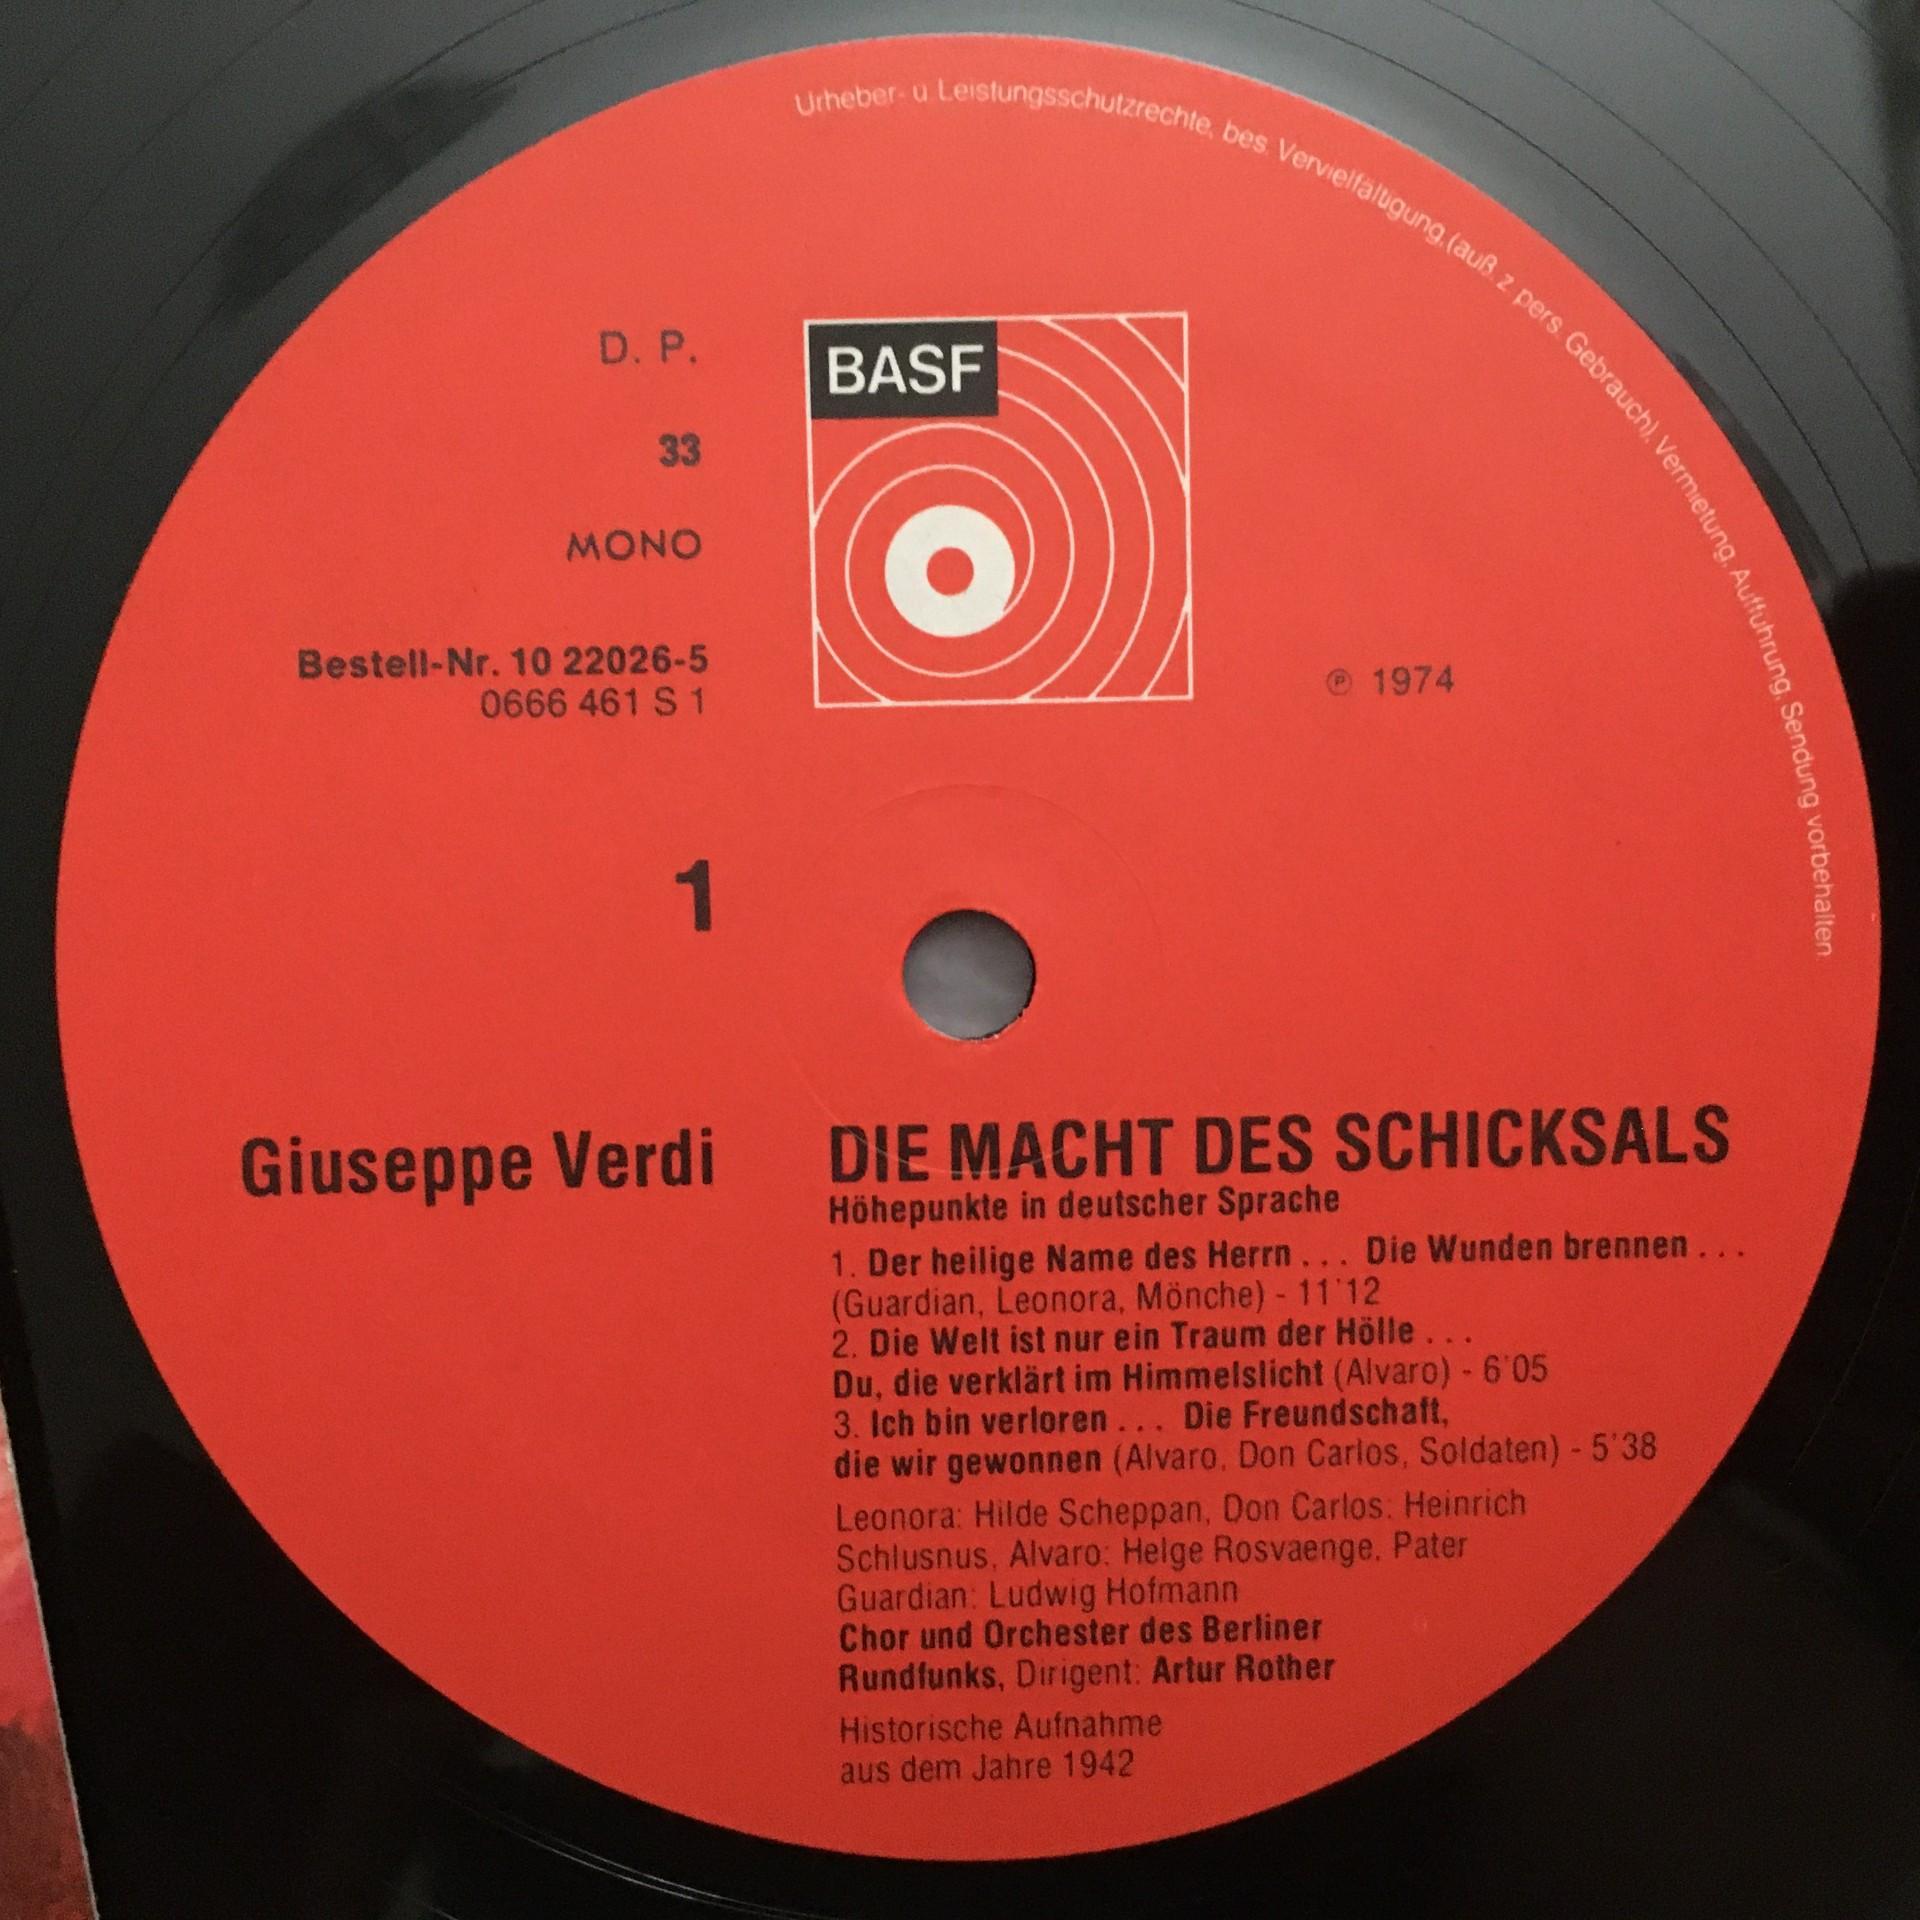 Urheber- u. Leistungsschutzrechte, bes. Vervielfältigung, (auß. z. pers. Gebrauch), Vermietung, Aufführung, Sendung vorbehalten
D. P.
BASF
33
MONO
Bestell-Nr. 10 22026-5
0666 461 S 1
℗ 1974
1
Giuseppe Verdi
DIE MACHT DES SCHICKSALS
Höhepunkte in deutscher Sprache
1. Der heilige Name des Herrn ... Die Wunden brennen ...
(Guardian, Leonora, Mönche) - 11'12
2. Die Welt ist nur ein Traum der Hölle ...
Du, die verklärt im Himmelslicht (Alvaro) - 6'05
3. Ich bin verloren ... Die Freundschaft,
die wir gewonnen (Alvaro, Don Carlos, Soldaten) - 5'38
Leonora: Hilde Scheppan, Don Carlos: Heinrich
Schlusnus, Alvaro: Helge Rosvaenge, Pater
Guardian: Ludwig Hofmann
Chor und Orchester des Berliner
Rundfunks, Dirigent: Artur Rother
Historische Aufnahme
aus dem Jahre 1942